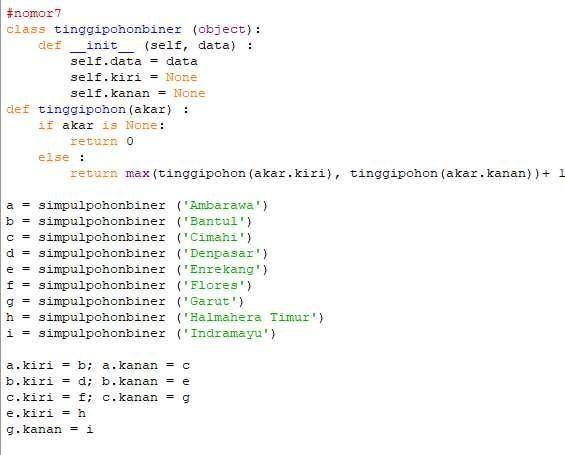 #nomor7
class tinggipohonbiner (object):
    def __init__ (self, data) :
        self.data = data
        self.kiri = None
        self.kanan = None
def tinggipohon(akar) :
    if akar is None:
        return 0
    else :
        return max(tinggipohon(akar.kiri), tinggipohon(akar.kanan))+ 1

a = simpulpohonbiner ('Ambarawa')
b = simpulpohonbiner ('Bantul')
c = simpulpohonbiner ('Cimahi')
d = simpulpohonbiner ('Denpasar')
e = simpulpohonbiner ('Enrekang')
f = simpulpohonbiner ('Flores')
g = simpulpohonbiner ('Garut')
h = simpulpohonbiner ('Halmahera Timur')
i = simpulpohonbiner ('Indramayu')

a.kiri = b; a.kanan = c
b.kiri = d; b.kanan = e
c.kiri = f; c.kanan = g
e.kiri = h
g.kanan = i